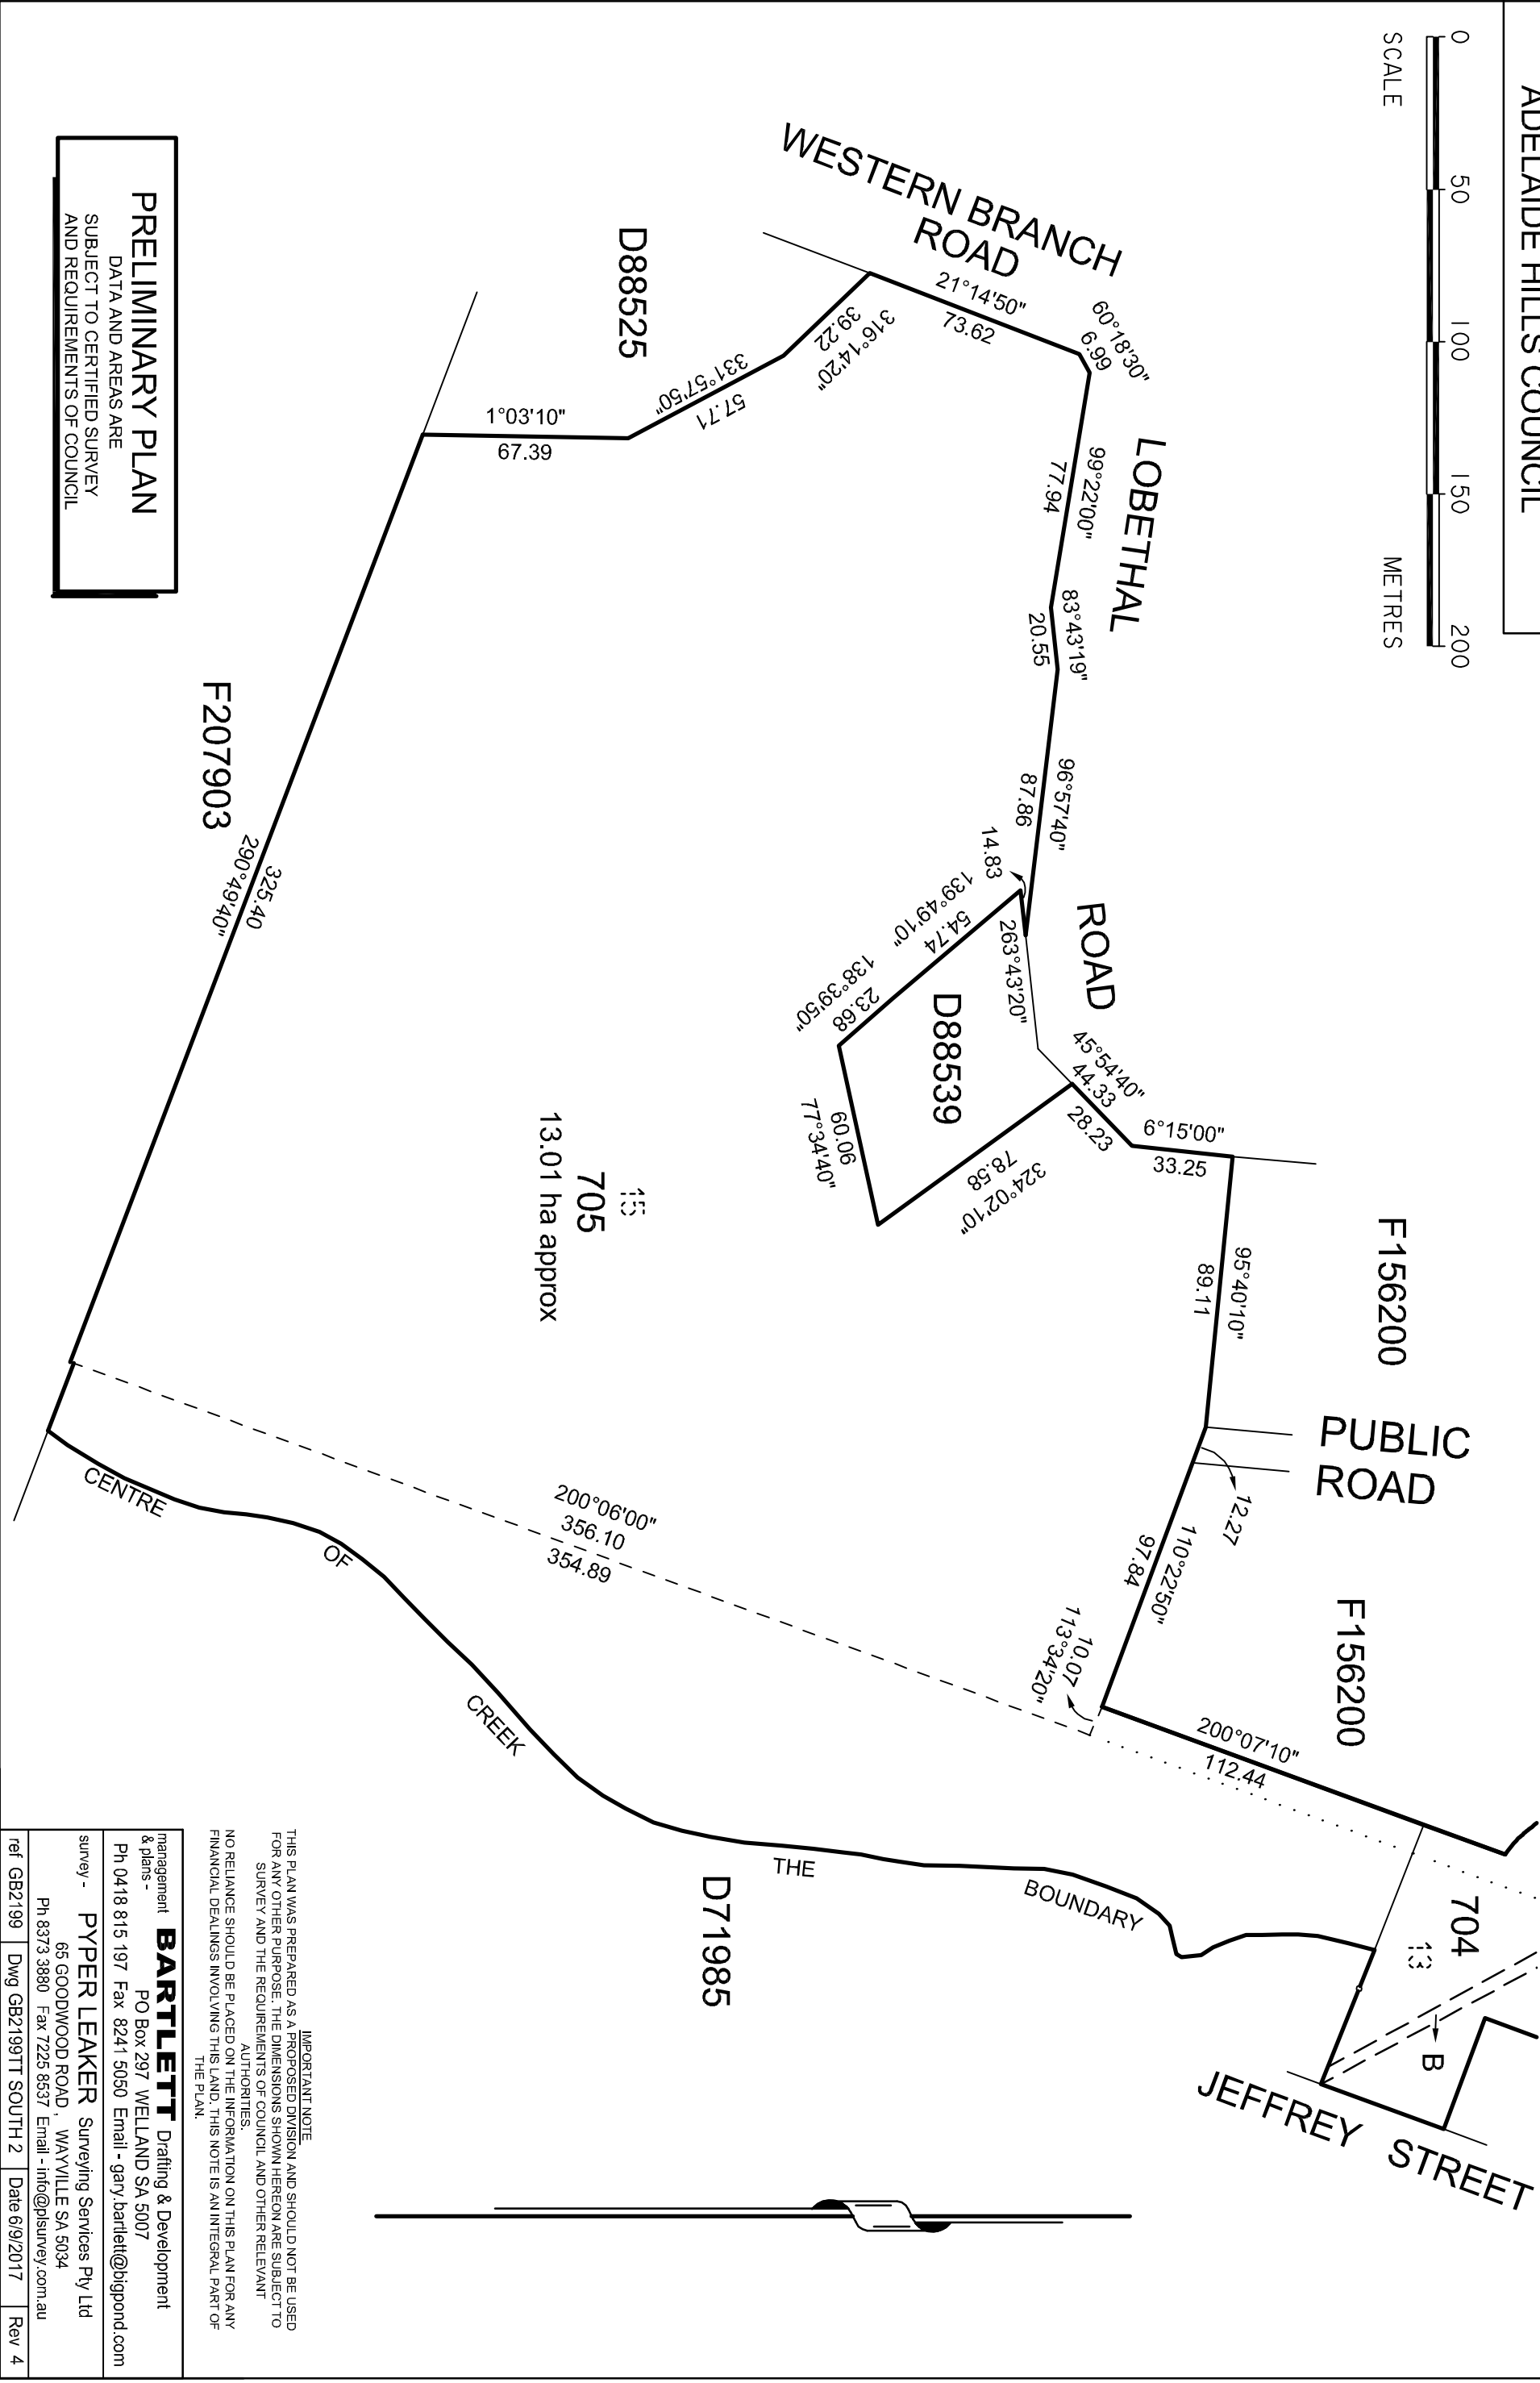 ADELAIDE HILLS COUNCIL
0 50 100 150 200
SCALE METRES
WESTERN BRANCH
ROAD
21°14'50"
73.62
60°18'30"
6.99
LOBETHAL
99°22'00"
77.94
83°43'19"
20.55
96°57'40"
87.86
ROAD
14.83
263°43'20"
139°49'10"
54.74
138°39'50"
23.68
D88539
60.06
77°34'40"
324°02'10"
78.58
45°54'40"
44.33
28.23
6°15'00"
33.25
F156200
95°40'10"
89.11
PUBLIC
ROAD
12.27
110°22'50"
97.84
F156200
10.07
113°34'20"
200°07'10"
112.44
704
13
B
JEFFREY STREET
D88525
316°14'20"
39.22
331°57'50"
57.71
1°03'10"
67.39
F207903
325.40
290°49'40"
15
705
13.01 ha approx
200°06'00"
356.10
354.89
CENTRE
OF
CREEK
THE
BOUNDARY
D71985
PRELIMINARY PLAN
DATA AND AREAS ARE
SUBJECT TO CERTIFIED SURVEY
AND REQUIREMENTS OF COUNCIL
IMPORTANT NOTE
THIS PLAN WAS PREPARED AS A PROPOSED DIVISION AND SHOULD NOT BE USED
FOR ANY OTHER PURPOSE. THE DIMENSIONS SHOWN HEREON ARE SUBJECT TO
SURVEY AND THE REQUIREMENTS OF COUNCIL AND OTHER RELEVANT
AUTHORITIES.
NO RELIANCE SHOULD BE PLACED ON THE INFORMATION ON THIS PLAN FOR ANY
FINANCIAL DEALINGS INVOLVING THIS LAND. THIS NOTE IS AN INTEGRAL PART OF
THE PLAN.
management
& plans - BARTLETT Drafting & Development
PO Box 297 WELLAND SA 5007
Ph 0418 815 197 Fax 8241 5050 Email - gary.bartlett@bigpond.com
survey - PYPER LEAKER Surveying Services Pty Ltd
65 GOODWOOD ROAD, WAYVILLE SA 5034
Ph 8373 3880 Fax 7225 8537 Email - info@plsurvey.com.au
ref GB2199 Dwg GB2199TT SOUTH 2 Date 6/9/2017 Rev 4